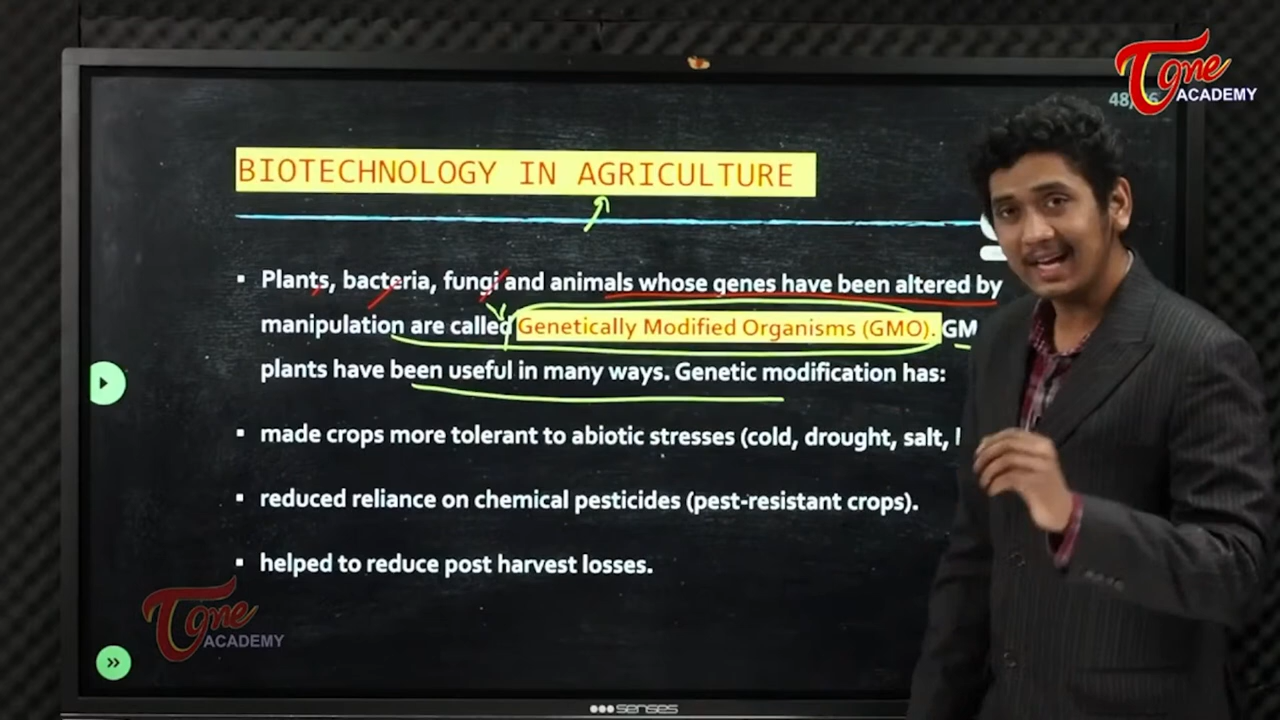 Tone
ACADEMY
BIOTECHNOLOGY IN AGRICULTURE
▪ Plants, bacteria, fungi and animals whose genes have been altered by
manipulation are called Genetically Modified Organisms (GMO). GM
plants have been useful in many ways. Genetic modification has:
▪ made crops more tolerant to abiotic stresses (cold, drought, salt,
▪ reduced reliance on chemical pesticides (pest-resistant crops).
▪ helped to reduce post harvest losses.
Tone
ACADEMY
senses